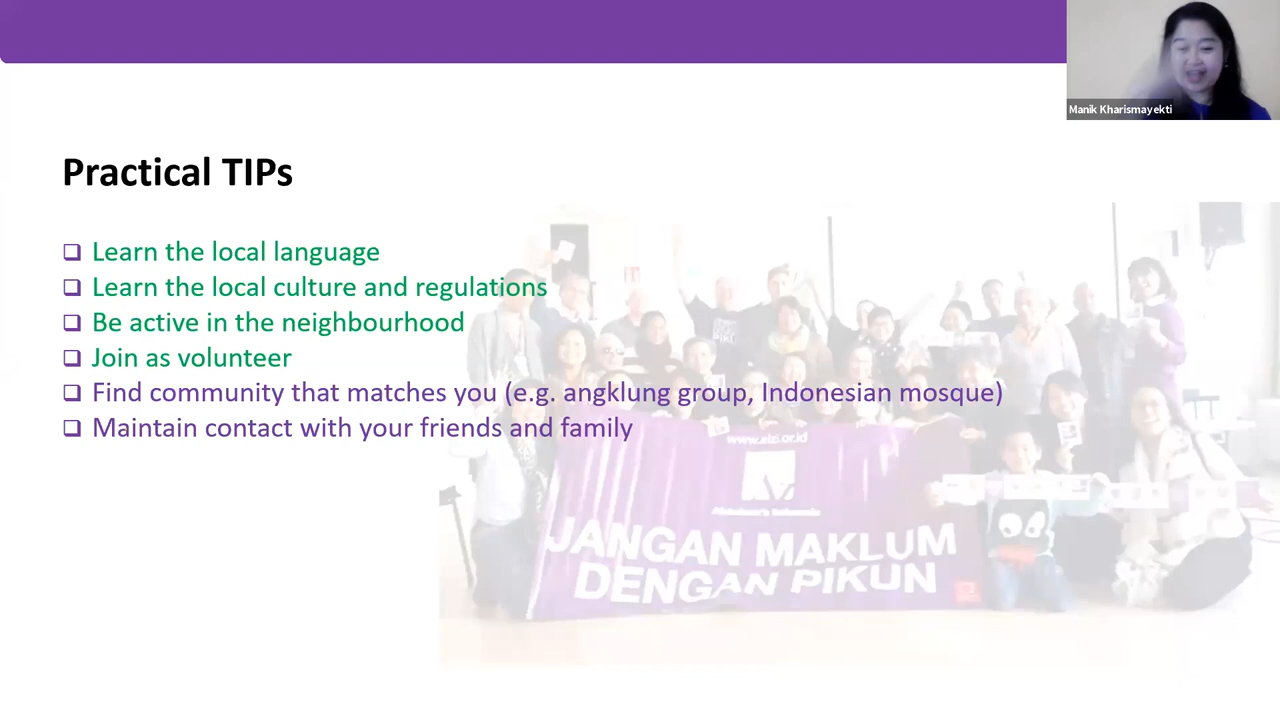 Manik Kharismayekti
Practical TIPs
Learn the local language
Learn the local culture and regulations
Be active in the neighbourhood
Join as volunteer
Find community that matches you (e.g. angklung group, Indonesian mosque)
Maintain contact with your friends and family
www.alzi.or.id
Alzheimer's Indonesia
JANGAN MAKLUM
DENGAN PIKUN